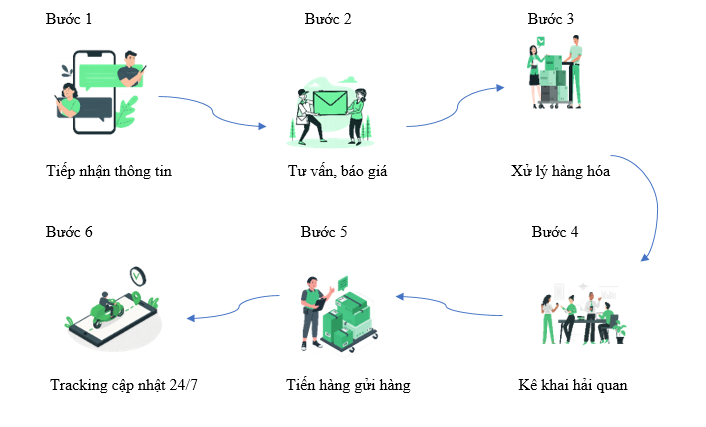 Bước 1
Bước 2
Bước 3
Tiếp nhận thông tin
Tư vấn, báo giá
Xử lý hàng hóa
Bước 6
Bước 5
Bước 4
Tracking cập nhật 24/7
Tiến hàng gửi hàng
Kê khai hải quan